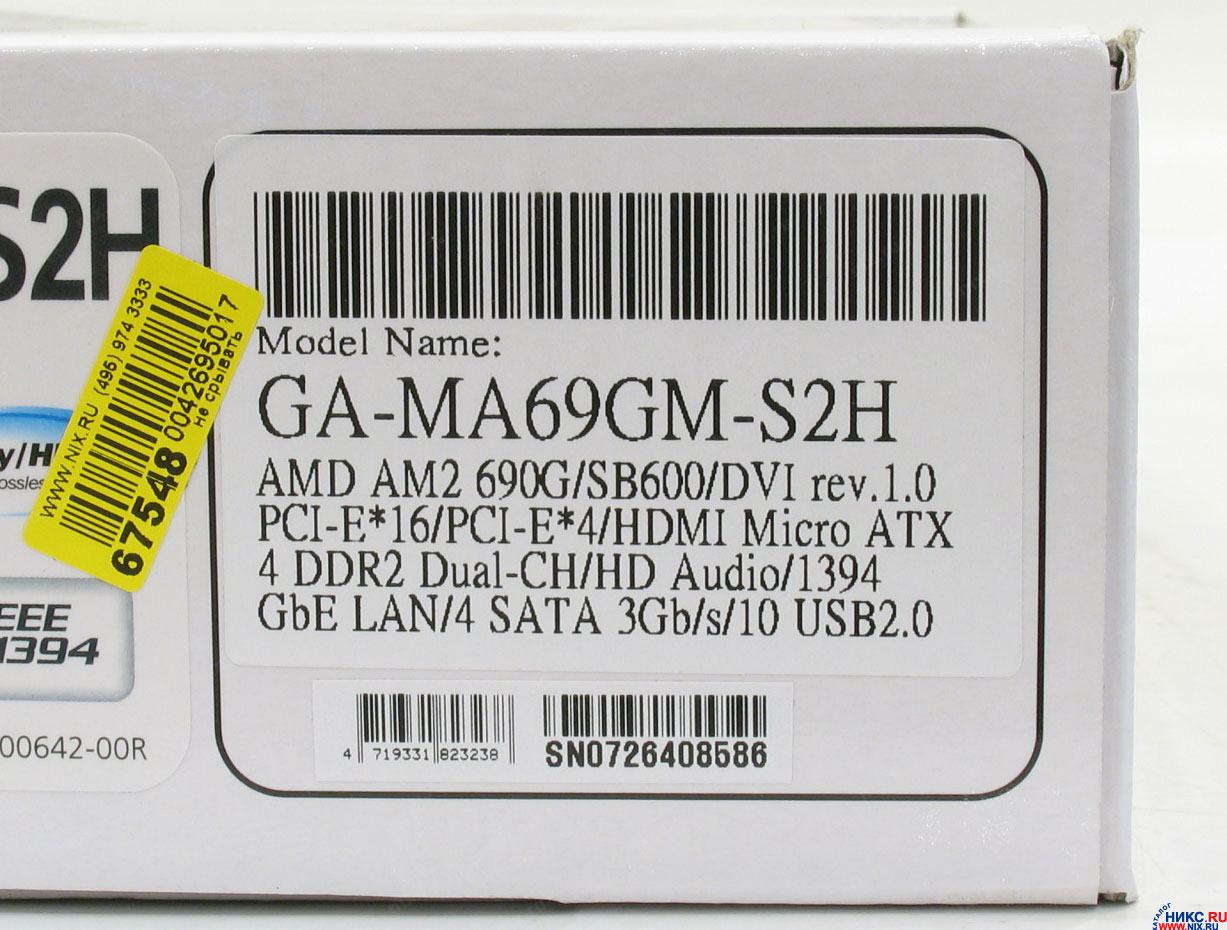 S2H
WWW.NIX.RU (495) 974 3333
67548 0042695017
не срывать
y/H
ossles
EEE
1394
00642-00R
Model Name:
GA-MA69GM-S2H
AMD AM2 690G/SB600/DVI rev.1.0
PCI-E*16/PCI-E*4/HDMI Micro ATX
4 DDR2 Dual-CH/HD Audio/1394
GbE LAN/4 SATA 3Gb/s/10 USB2.0
4 719331 823238
SN0726408586
КАТАЛОГ
НИКС.RU
WWW.NIX.RU